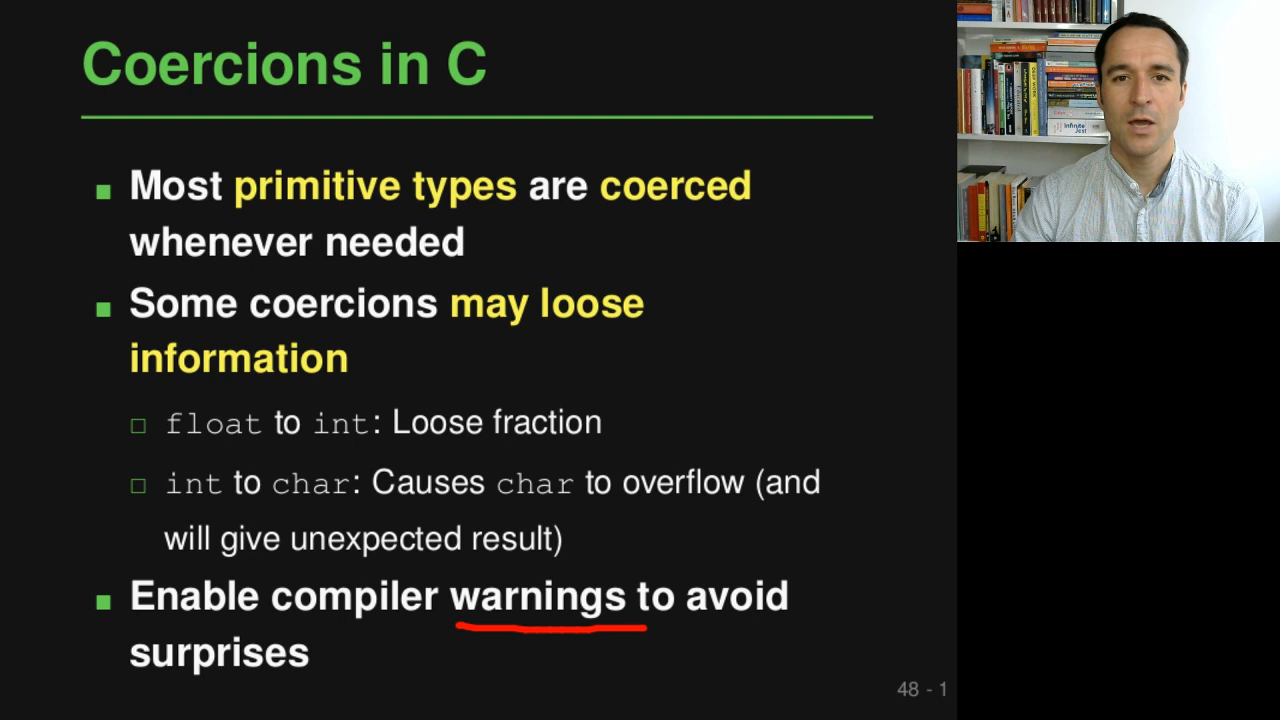 Coercions in C
Most primitive types are coerced
whenever needed
Some coercions may loose
information
float to int: Loose fraction
int to char: Causes char to overflow (and
will give unexpected result)
Enable compiler warnings to avoid
surprises
48 - 1
Infinite
Jest